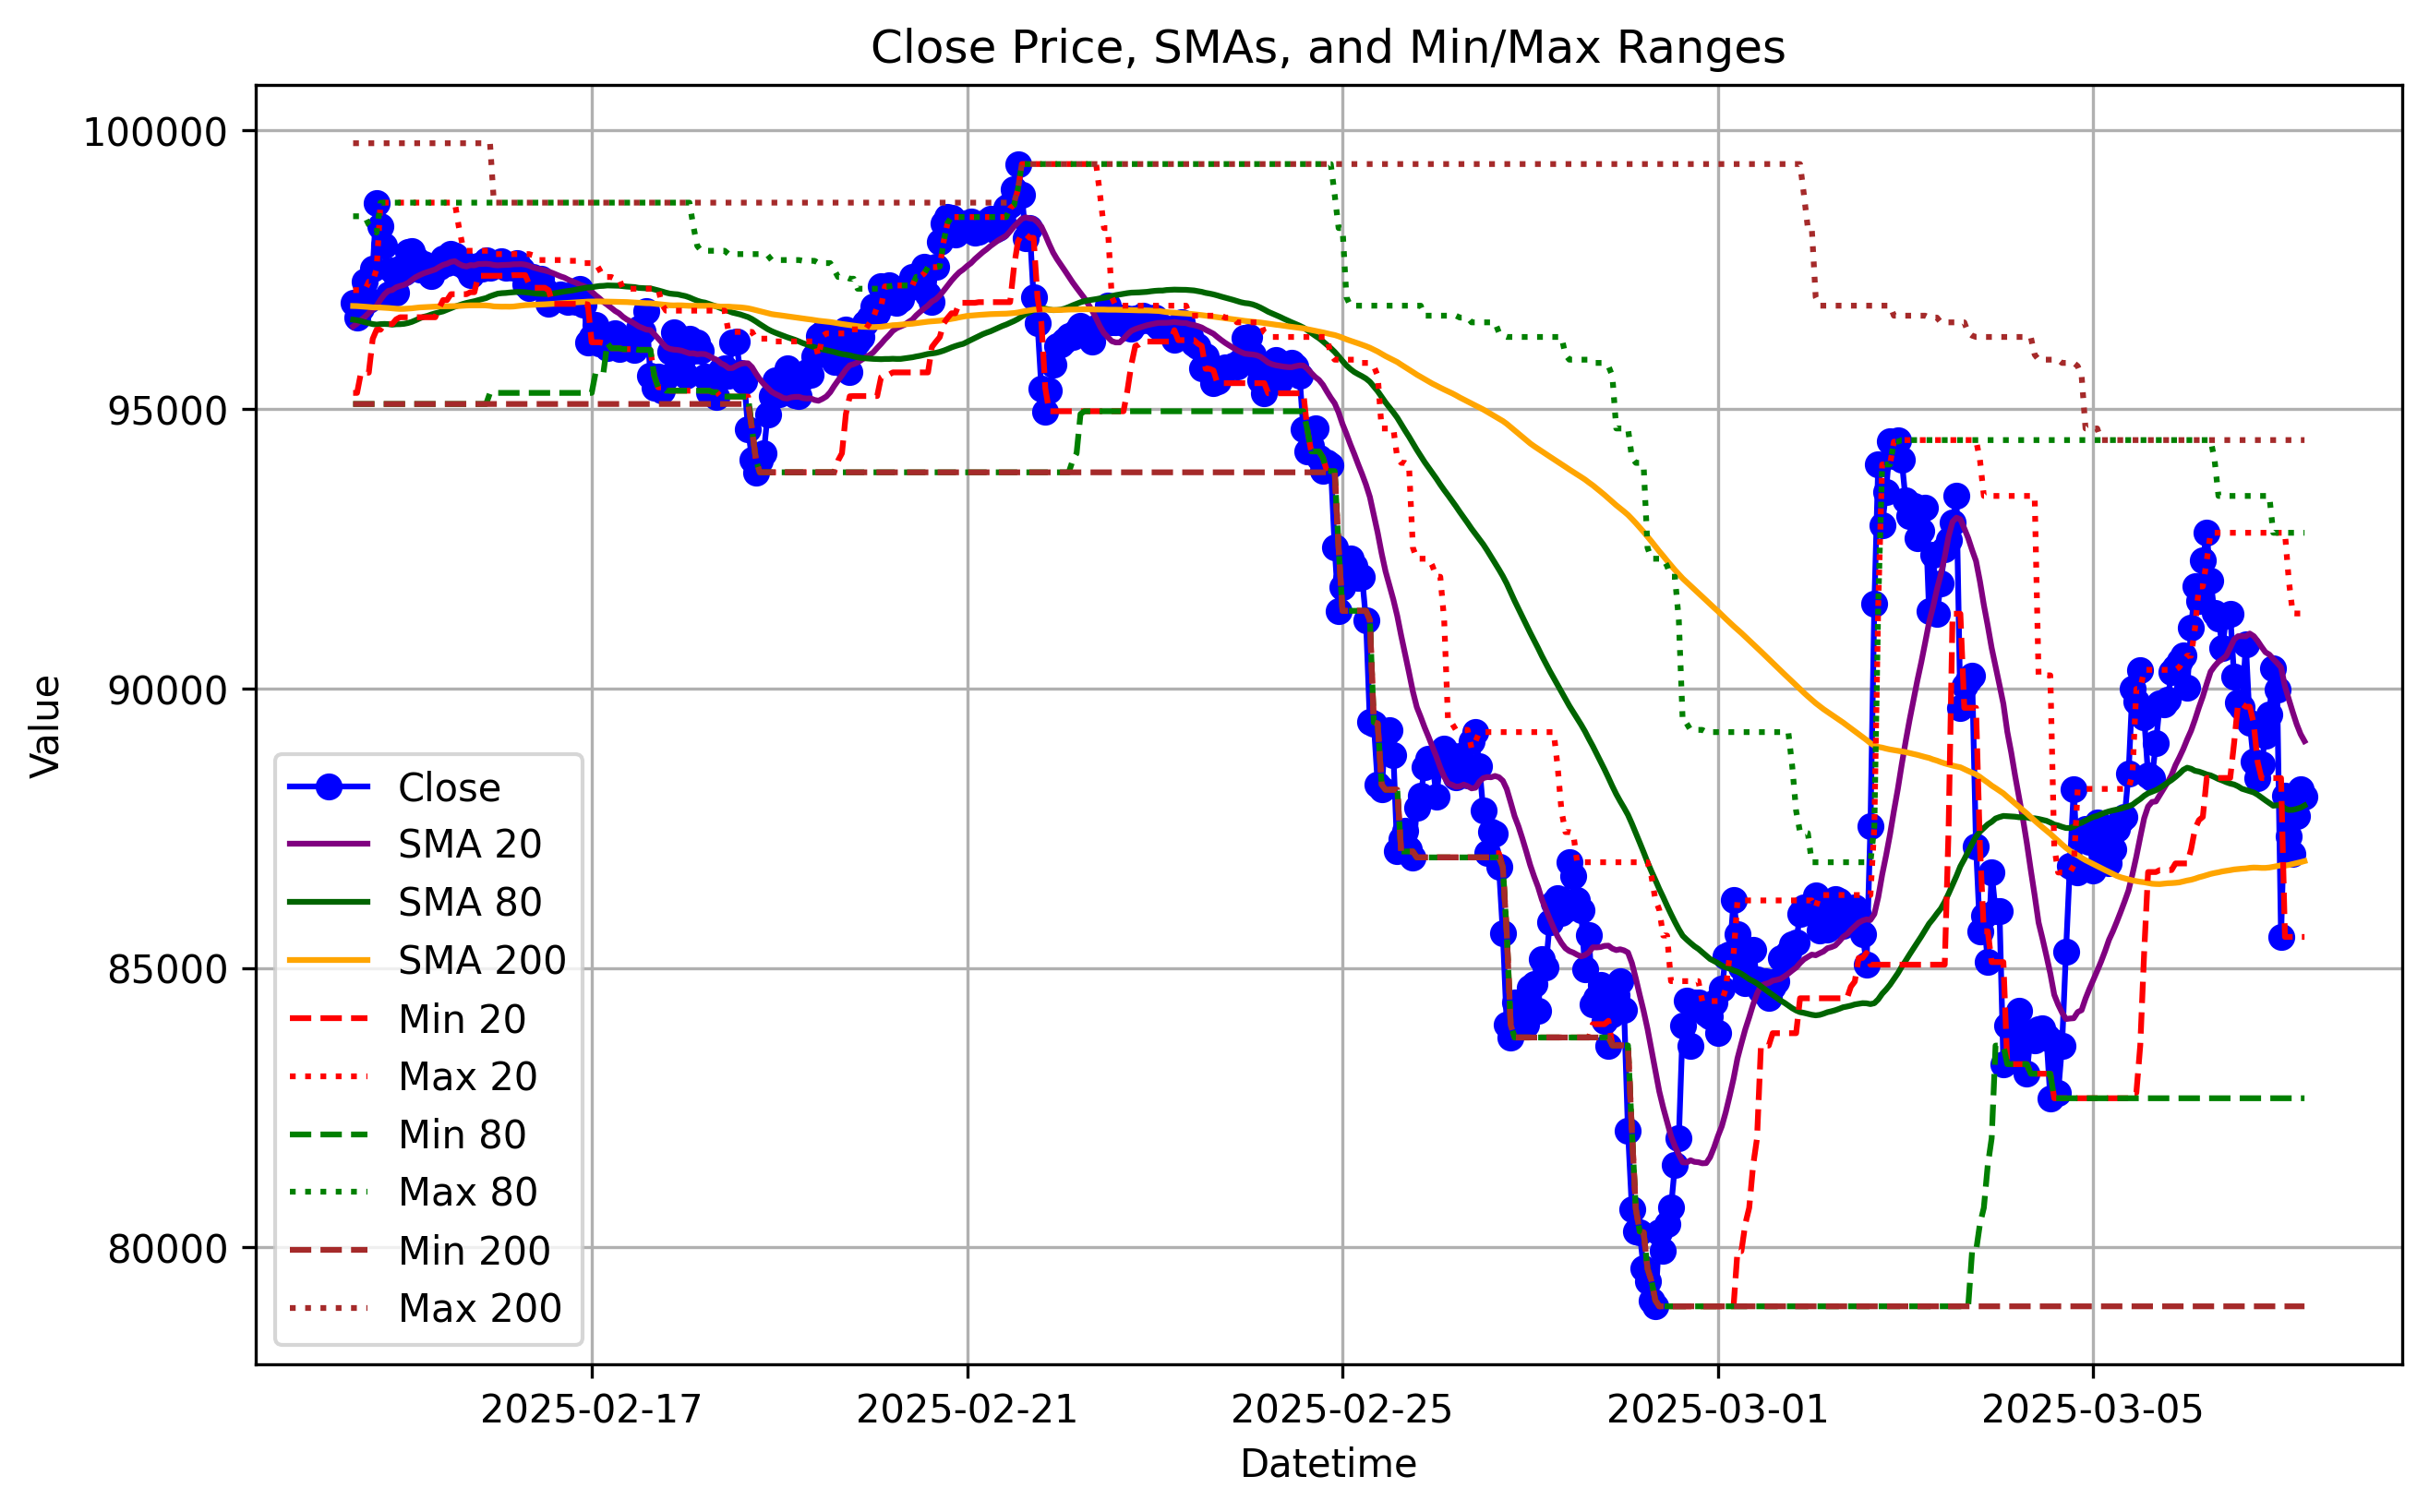 Close Price, SMAs, and Min/Max Ranges
100000
95000
90000
85000
80000
Value
Close
SMA 20
SMA 80
SMA 200
Min 20
Max 20
Min 80
Max 80
Min 200
Max 200
2025-02-17
2025-02-21
2025-02-25
2025-03-01
2025-03-05
Datetime